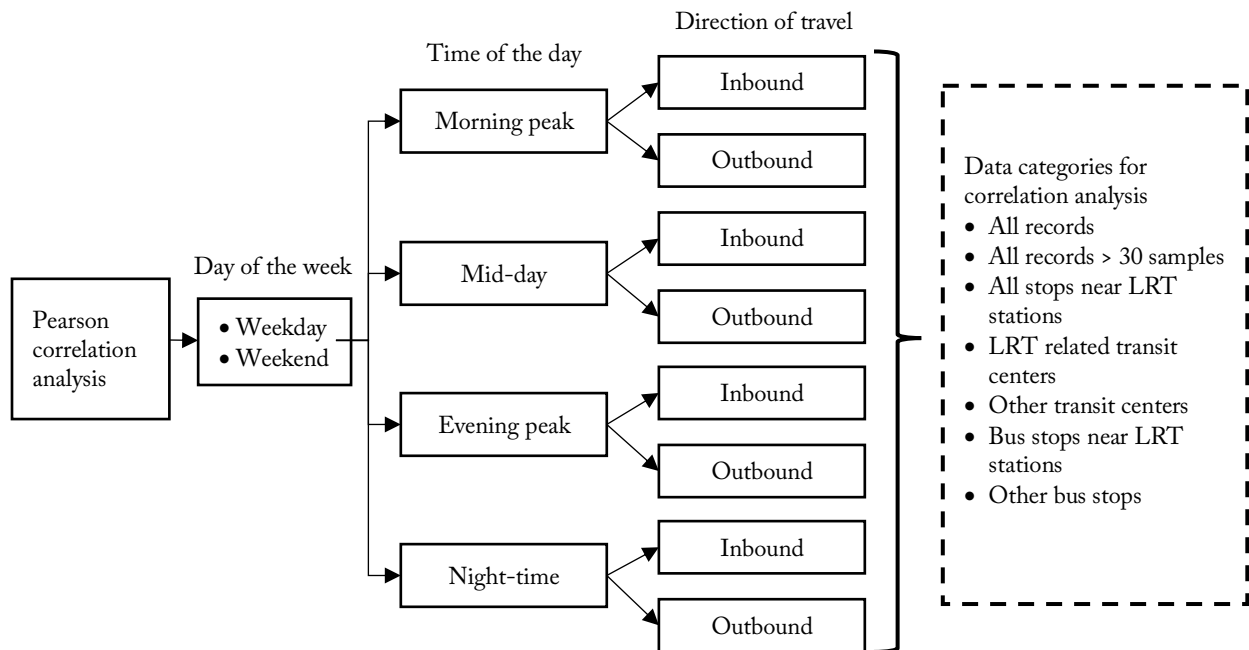 Direction of travel
Time of the day
Inbound
Morning peak
Outbound
Inbound
Day of the week
Mid-day
Outbound
Pearson
correlation
analysis
• Weekday
• Weekend
Inbound
Evening peak
Outbound
Inbound
Night-time
Outbound
Data categories for
correlation analysis
• All records
• All records > 30 samples
• All stops near LRT
stations
• LRT related transit
centers
• Other transit centers
• Bus stops near LRT
stations
• Other bus stops